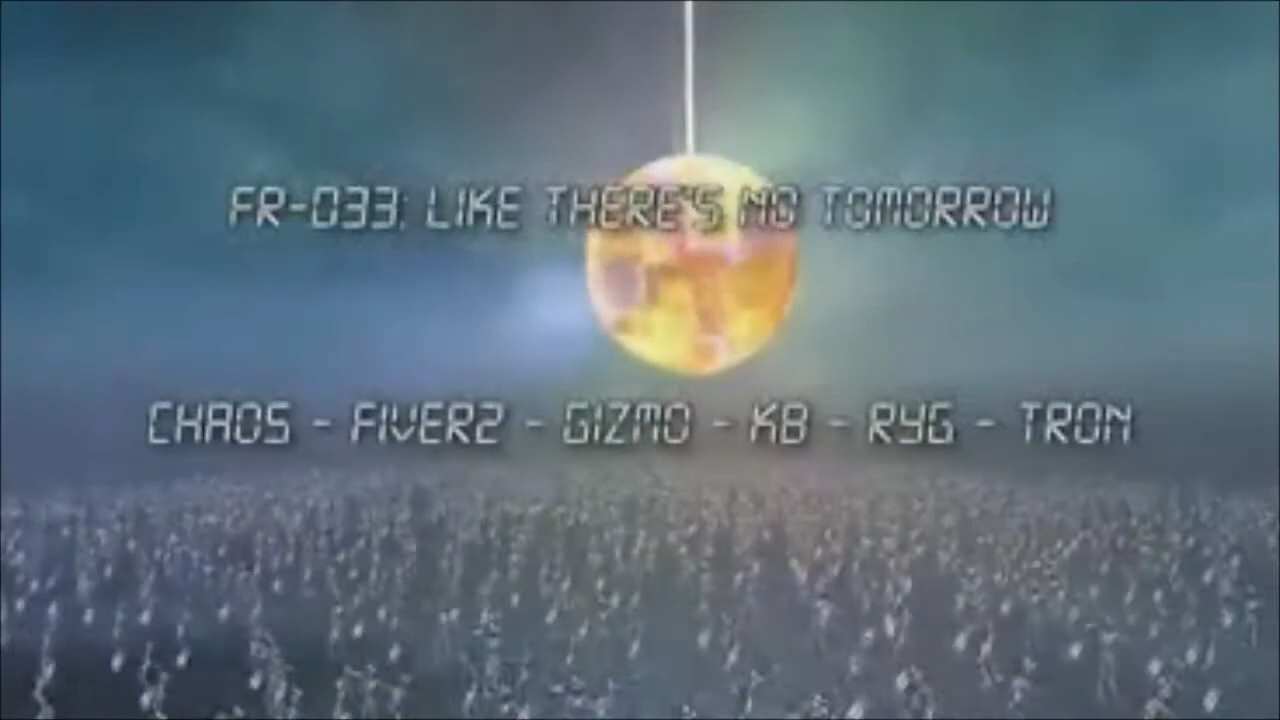 FR-033: LIKE THERE'S NO TOMORROW
CHAOS - FIVER2 - GIZMO - KB - RYG - TRON